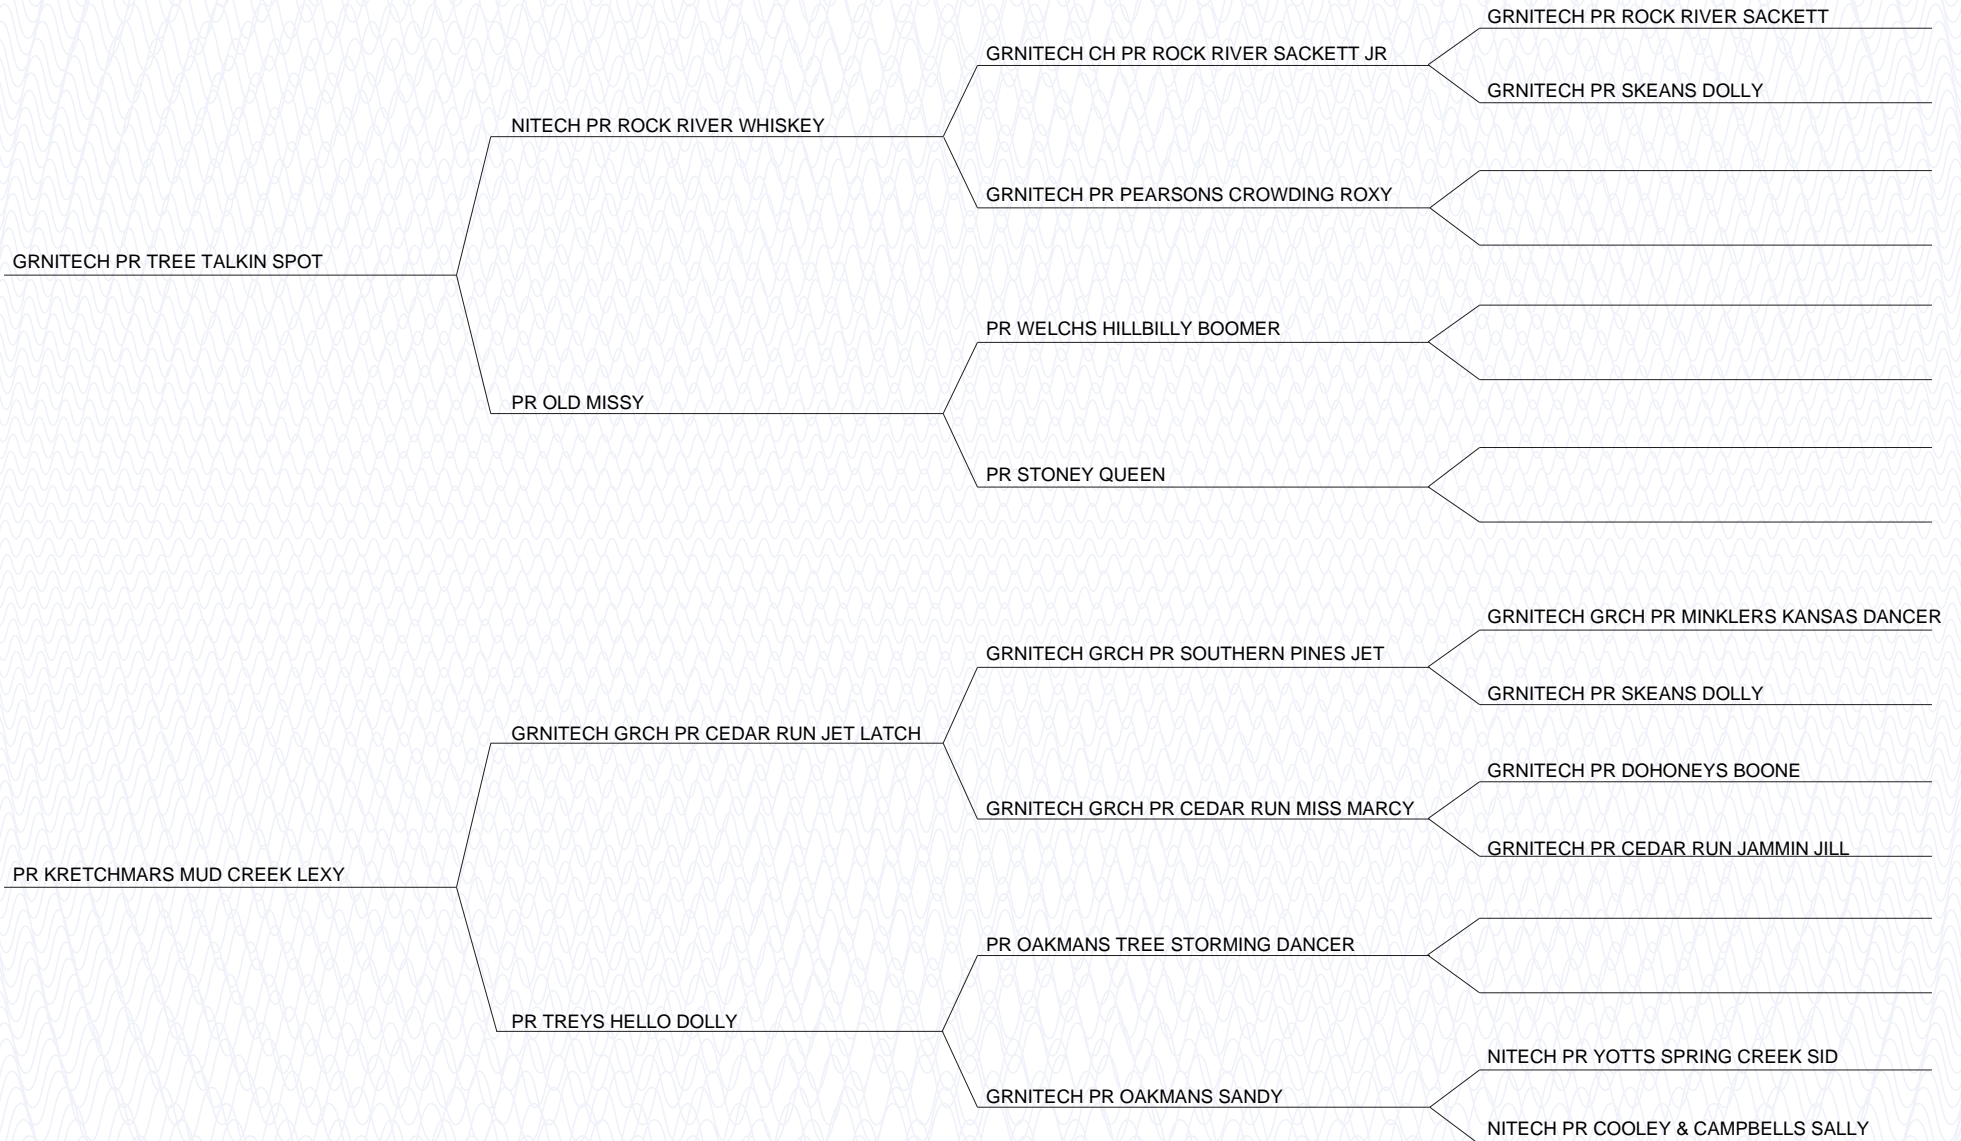 GRNITECH PR ROCK RIVER SACKETT
GRNITECH CH PR ROCK RIVER SACKETT JR
GRNITECH PR SKEANS DOLLY
NITECH PR ROCK RIVER WHISKEY
GRNITECH PR PEARSONS CROWDING ROXY
GRNITECH PR TREE TALKIN SPOT
PR WELCHS HILLBILLY BOOMER
PR OLD MISSY
PR STONEY QUEEN
GRNITECH GRCH PR MINKLERS KANSAS DANCER
GRNITECH GRCH PR SOUTHERN PINES JET
GRNITECH PR SKEANS DOLLY
GRNITECH GRCH PR CEDAR RUN JET LATCH
GRNITECH PR DOHONEYS BOONE
GRNITECH GRCH PR CEDAR RUN MISS MARCY
GRNITECH PR CEDAR RUN JAMMIN JILL
PR KRETCHMARS MUD CREEK LEXY
PR OAKMANS TREE STORMING DANCER
PR TREYS HELLO DOLLY
NITECH PR YOTTS SPRING CREEK SID
GRNITECH PR OAKMANS SANDY
NITECH PR COOLEY & CAMPBELLS SALLY